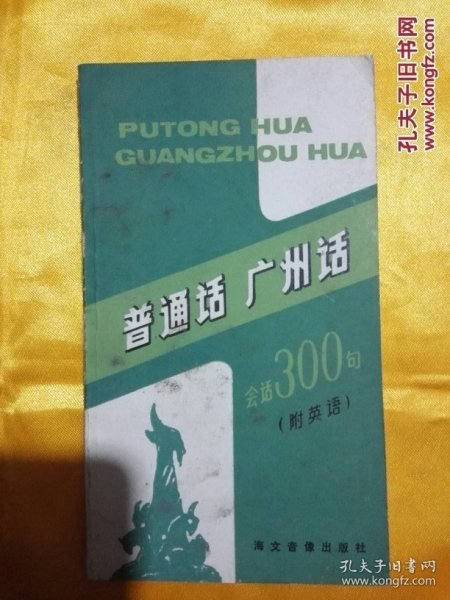 PUTONG HUA
GUANGZHOU HUA
普通话 广州话
会话300句
(附英语)
海文音像出版社
孔夫子旧书网
www.kongfz.com
孔夫子旧书网
www.kongfz.com